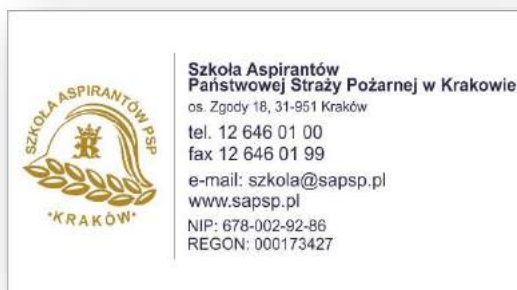 SZKOŁA ASPIRANTÓW PSP
•KRAKÓW•
Szkoła Aspirantów
Państwowej Straży Pożarnej w Krakowie
os. Zgody 18, 31-951 Kraków
tel. 12 646 01 00
fax 12 646 01 99
e-mail: szkola@sapsp.pl
www.sapsp.pl
NIP: 678-002-92-86
REGON: 000173427